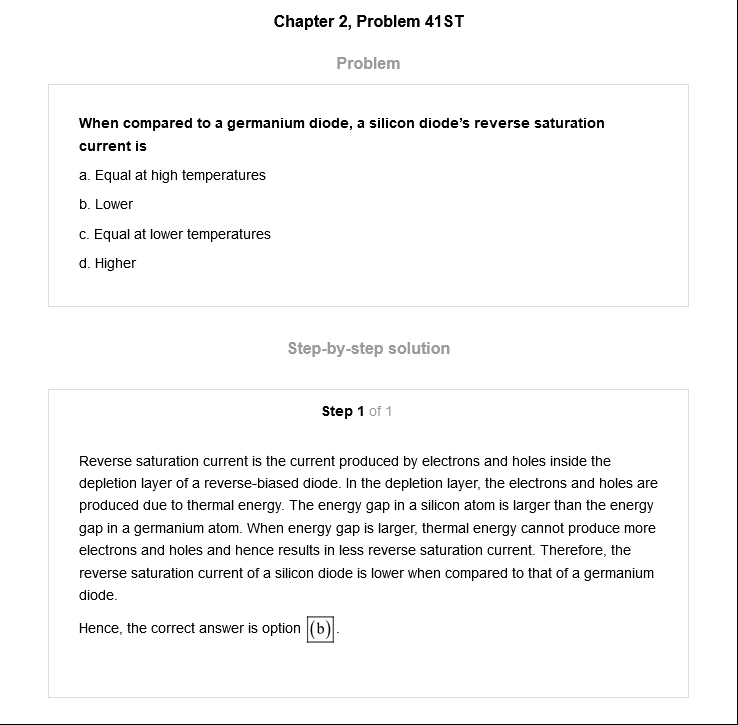 Chapter 2, Problem 41ST
Problem
When compared to a germanium diode, a silicon diode's reverse saturation
current is
a. Equal at high temperatures
b. Lower
c. Equal at lower temperatures
d. Higher
Step-by-step solution
Step 1 of 1
Reverse saturation current is the current produced by electrons and holes inside the
depletion layer of a reverse-biased diode. In the depletion layer, the electrons and holes are
produced due to thermal energy. The energy gap in a silicon atom is larger than the energy
gap in a germanium atom. When energy gap is larger, thermal energy cannot produce more
electrons and holes and hence results in less reverse saturation current. Therefore, the
reverse saturation current of a silicon diode is lower when compared to that of a germanium
diode.
Hence, the correct answer is option (b).